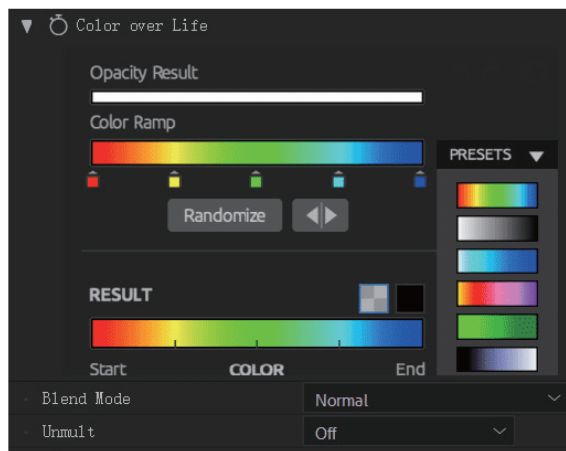 Color over Life
Opacity Result
Color Ramp
PRESETS
Randomize
RESULT
Start COLOR End
Blend Mode Normal
Unmult Off